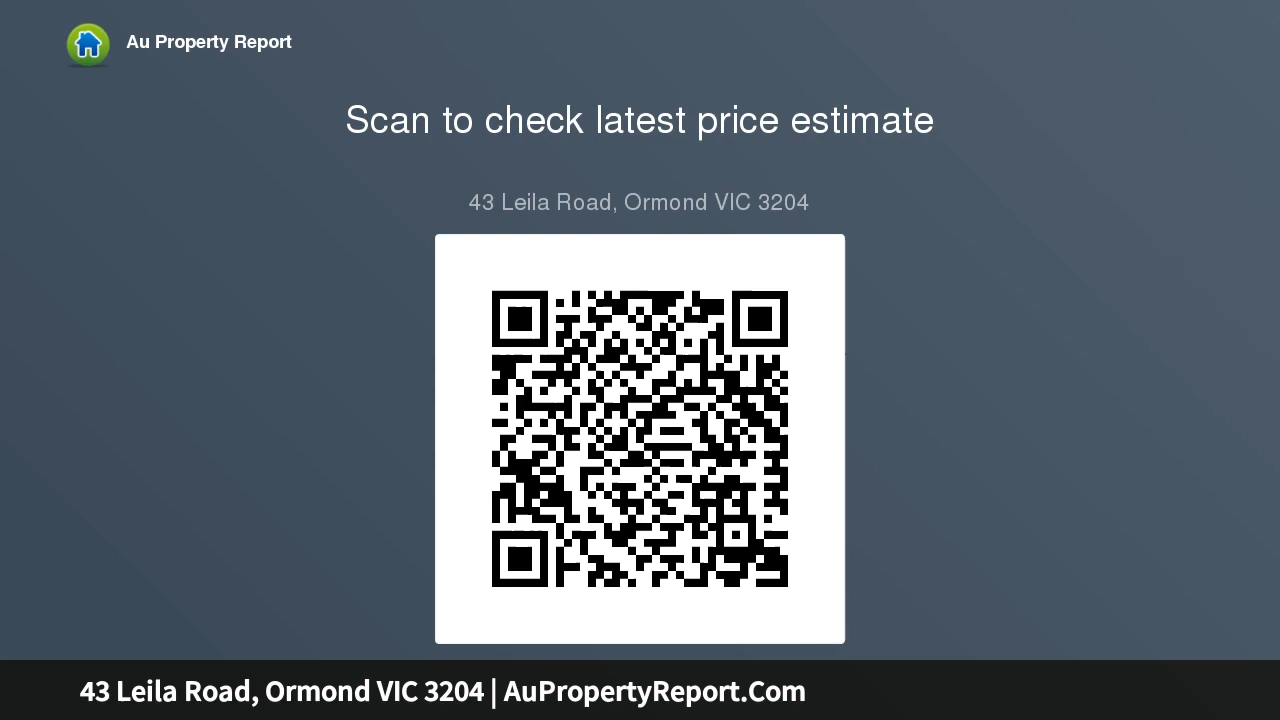 Au Property Report
Scan to check latest price estimate
43 Leila Road, Ormond VIC 3204
43 Leila Road, Ormond VIC 3204 | AuPropertyReport.Com